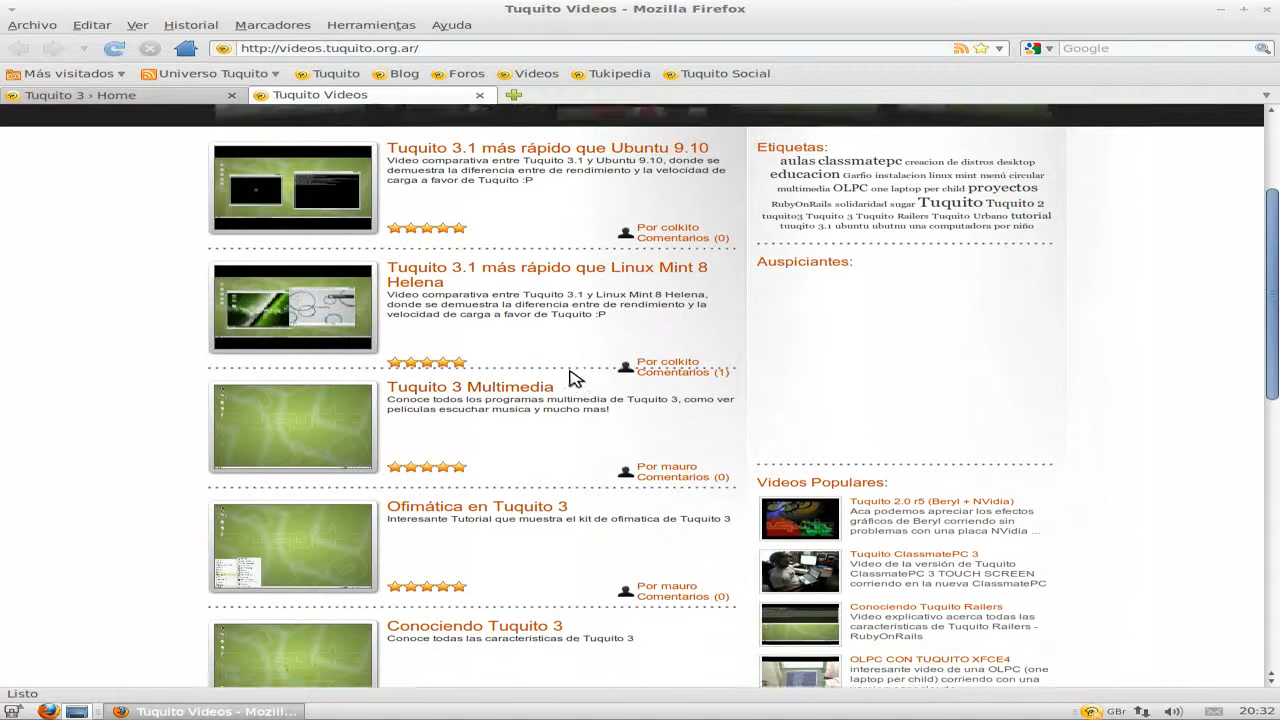 Tuquito Videos - Mozilla Firefox
Archivo Editar Ver Historial Marcadores Herramientas Ayuda
http://videos.tuquito.org.ar/
Google
Más visitados Universo Tuquito Tuquito Blog Foros Videos Tukipedia Tuquito Social
Tuquito 3 › Home
Tuquito Videos
Tuquito 3.1 más rápido que Ubuntu 9.10
Video comparativa entre Tuquito 3.1 y Ubuntu 9.10, donde se
demuestra la diferencia entre de rendimiento y la velocidad de
carga a favor de Tuquito :P
Por colkito
Comentarios (0)
Tuquito 3.1 más rápido que Linux Mint 8
Helena
Video comparativa entre Tuquito 3.1 y Linux Mint 8 Helena,
donde se demuestra la diferencia entre de rendimiento y la
velocidad de carga a favor de Tuquito :P
Por colkito
Comentarios (1)
Tuquito 3 Multimedia
Conoce todos los programas multimedia de Tuquito 3, como ver
peliculas escuchar musica y mucho mas!
Por mauro
Comentarios (0)
Ofimática en Tuquito 3
Interesante Tutorial que muestra el kit de ofimatica de Tuquito 3
Por mauro
Comentarios (0)
Conociendo Tuquito 3
Conoce todas las caracteristicas de Tuquito 3
Etiquetas:
aulas classmatepc creacion de distros desktop
educacion Garfio instalacion linux mint menú circular
multimedia OLPC one laptop per child proyectos
RubyOnRails solidaridad sugar Tuquito Tuquito 2
tuquito3 Tuquito 3 Tuquito Railers Tuquito Urbano tutorial
tuuqito 3.1 ubuntu ubutnu una computadora por niño
Auspiciantes:
Videos Populares:
Tuquito 2.0 r5 (Beryl + NVidia)
Aca podemos apreciar los efectos
gráficos de Beryl corriendo sin
problemas con una placa NVidia ...
Tuquito ClassmatePC 3
Video de la versión de Tuquito
ClassmatePC 3 TOUCH SCREEN
corriendo en la nueva ClassmatePC
Conociendo Tuquito Railers
Video explicativo acerca todas las
características de Tuquito Railers -
RubyOnRails
OLPC CON TUQUITO XFCE4
interesante video de una OLPC (one
laptop per child) corriendo con una
Listo
Tuquito Videos - Mozill...
GBr
20:32